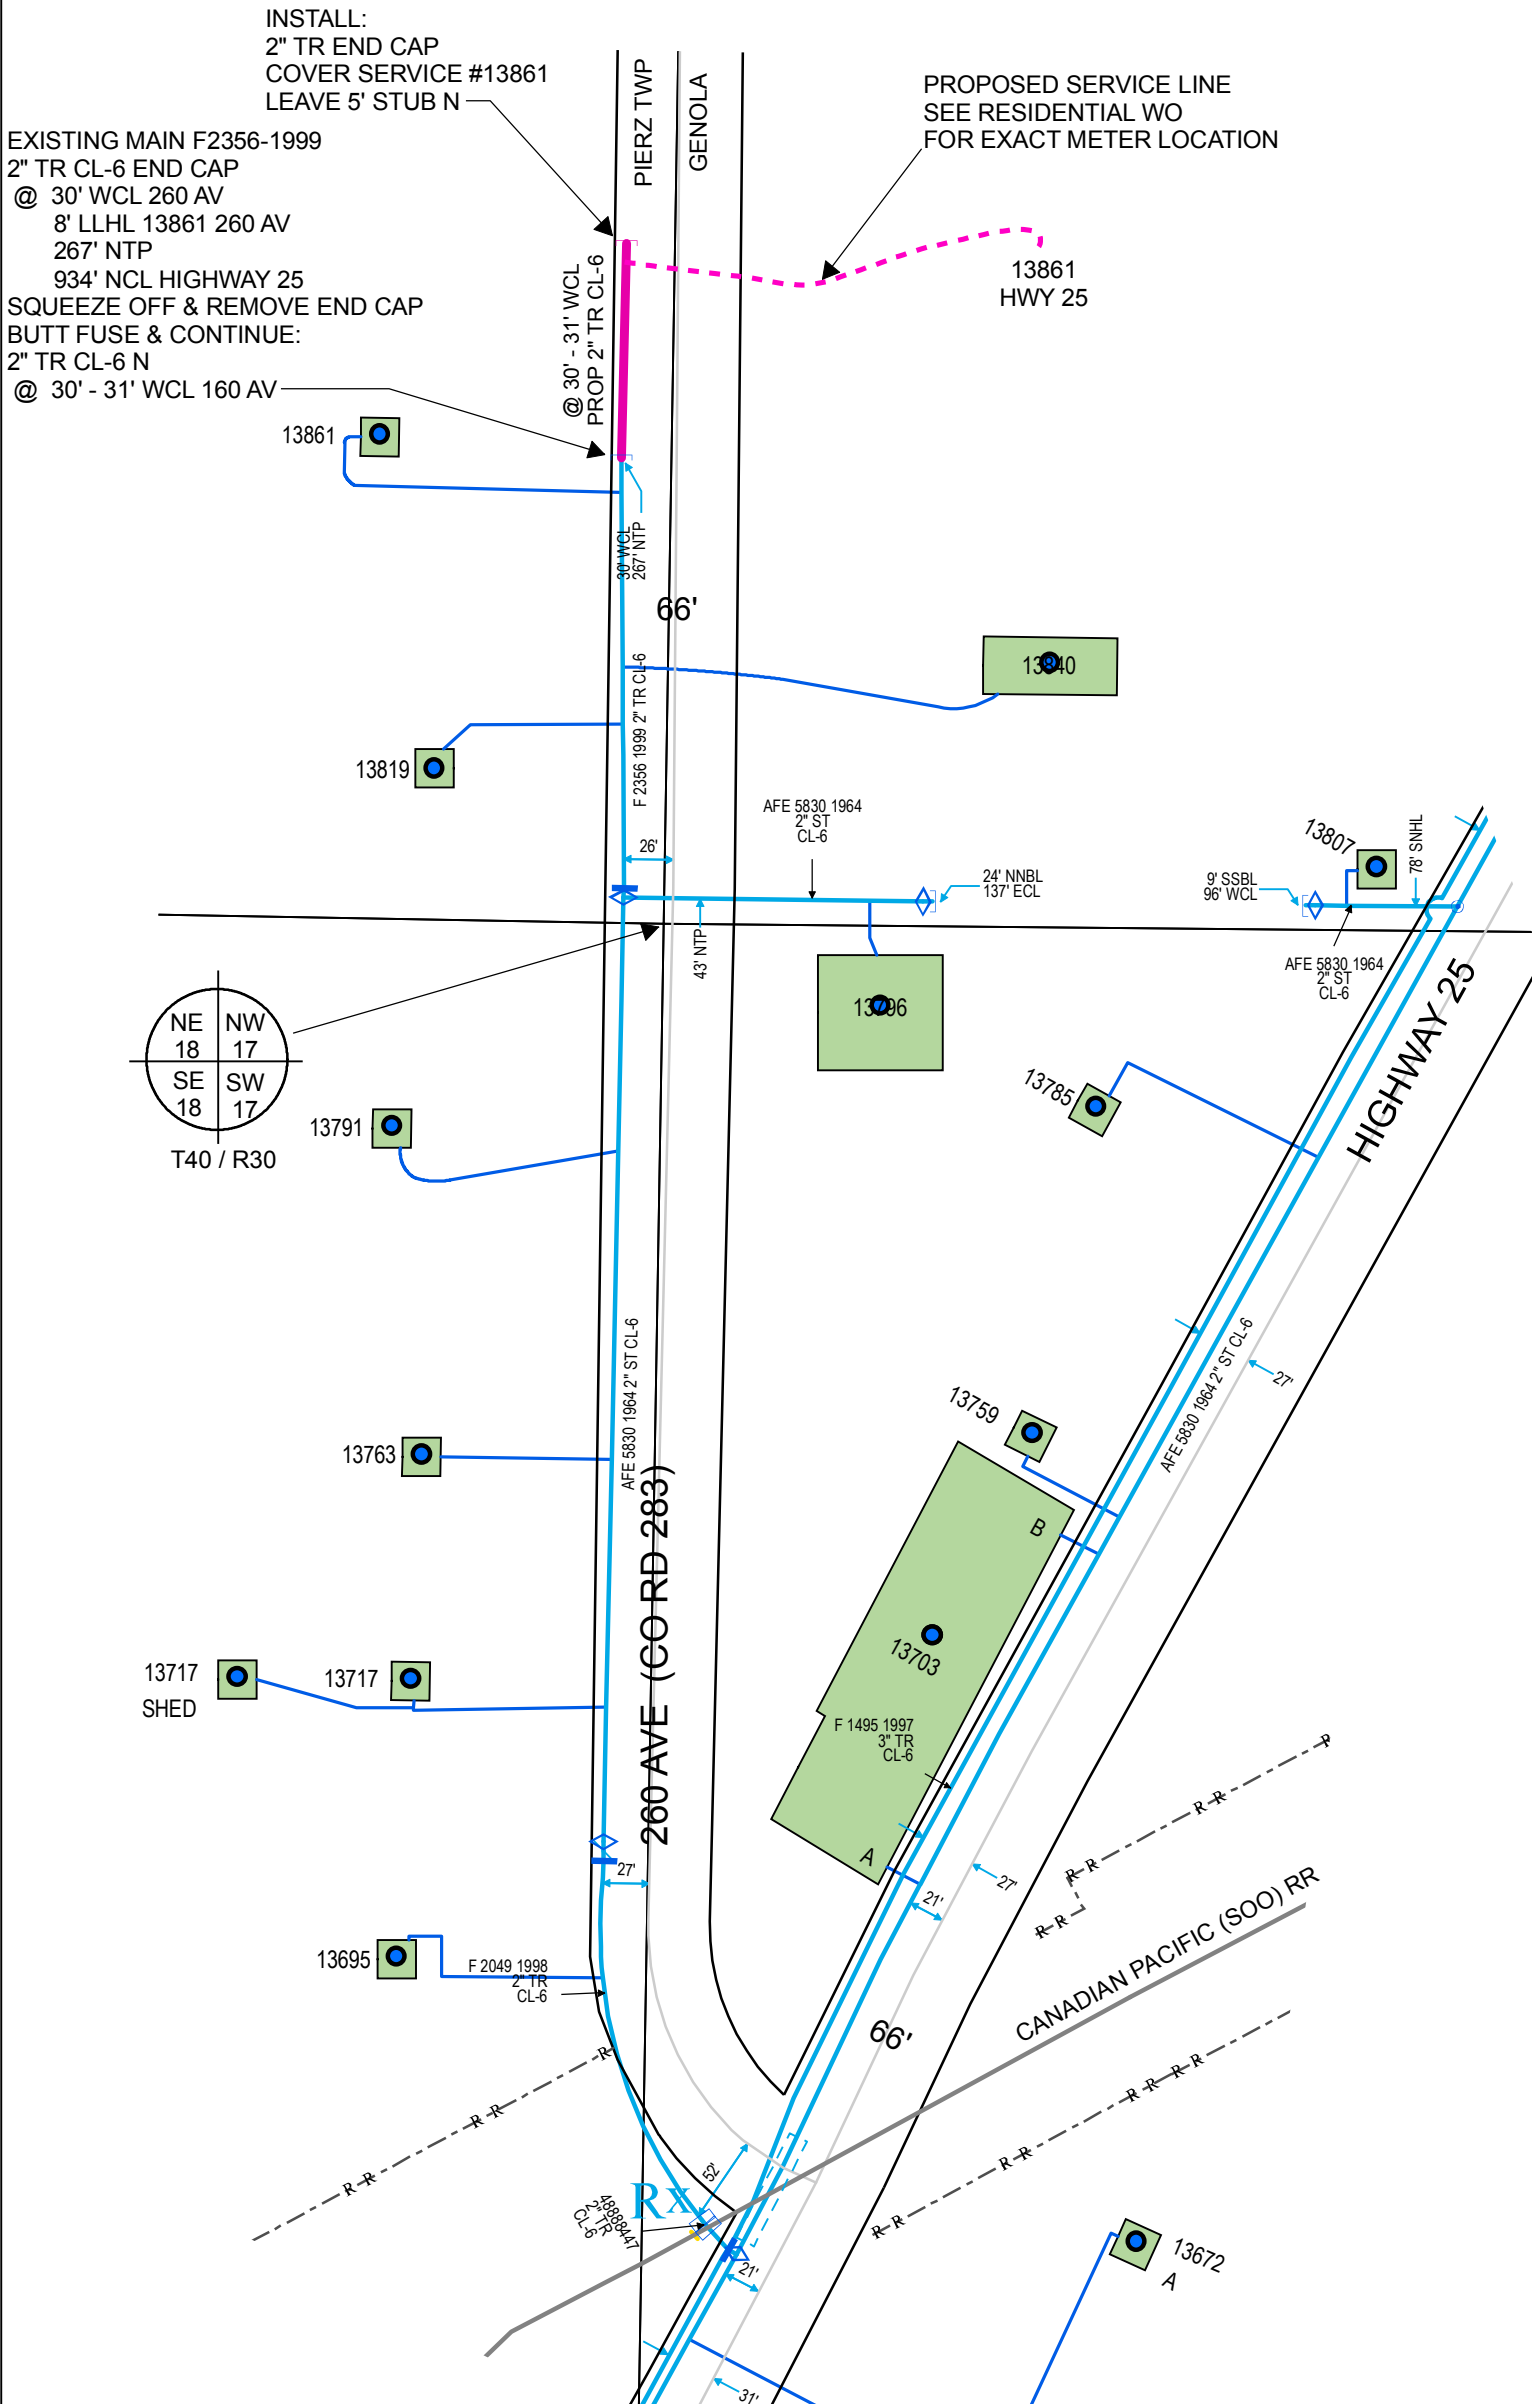 INSTALL:
2" TR END CAP
COVER SERVICE #13861
LEAVE 5' STUB N
EXISTING MAIN F2356-1999
2" TR CL-6 END CAP
@ 30' WCL 260 AV
8' LLHL 13861 260 AV
267' NTP
934' NCL HIGHWAY 25
SQUEEZE OFF & REMOVE END CAP
BUTT FUSE & CONTINUE:
2" TR CL-6 N
@ 30' - 31' WCL 160 AV
PIERZ TWP
GENOLA
PROPOSED SERVICE LINE
SEE RESIDENTIAL WO
FOR EXACT METER LOCATION
13861
HWY 25
@ 30' - 31' WCL
PROP 2" TR CL-6
13861
30' WCL
267' NTP
66'
13840
F 2356 1999 2" TR CL-6
13819
AFE 5830 1964
2" ST
CL-6
26'
24' NNBL
137' ECL
13807
78' SNHL
9' SSBL
96' WCL
43' NTP
AFE 5830 1964
2" ST
CL-6
13796
HIGHWAY 25
NE
18
NW
17
SE
18
SW
17
T40 / R30
13791
13785
AFE 5830 1964 2" ST CL-6
27'
AFE 5830 1964 2" ST CL-6
13759
13763
B
260 AVE (CO RD 283)
13703
13717
SHED
13717
F 1495 1997
3" TR
CL-6
R
R R
A
R R
27'
27'
21'
R R
CANADIAN PACIFIC (SOO) RR
13695
F 2049 1998
2" TR
CL-6
66'
R
R R
R R
R R R R
R R
R R
52'
Rx
48888447
2" TR
CL-6
21'
13672
A
31'